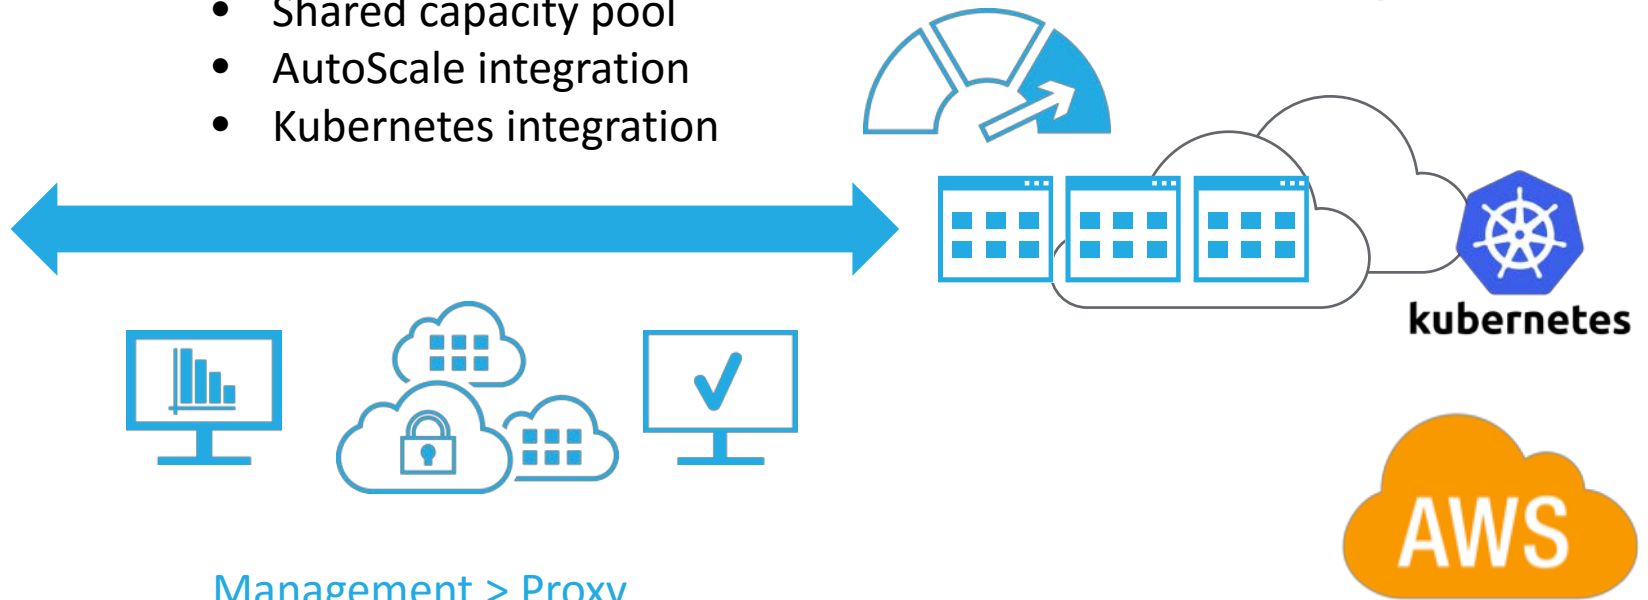 • Shared capacity pool
• AutoScale integration
• Kubernetes integration
kubernetes
AWS
Management > Proxy